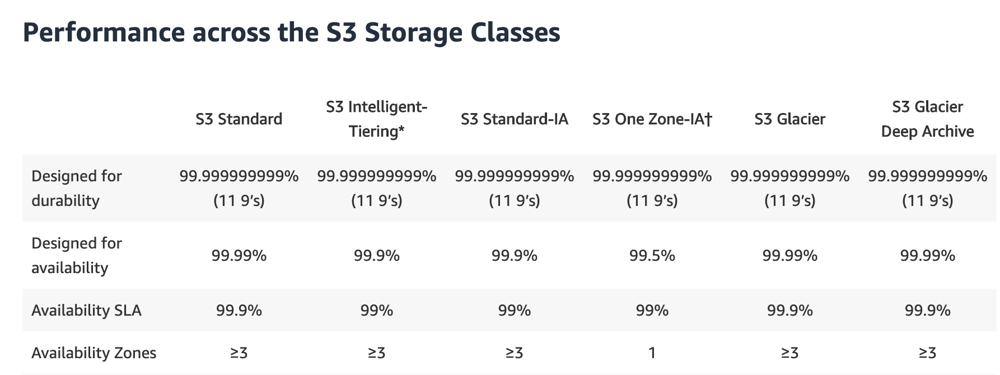 Performance across the S3 Storage Classes
S3 Standard S3 Intelligent- S3 Standard-IA S3 One Zone-IA† S3 Glacier S3 Glacier
Tiering* Deep Archive
Designed for 99.999999999% 99.999999999% 99.999999999% 99.999999999% 99.999999999% 99.999999999%
durability (11 9’s) (11 9’s) (11 9’s) (11 9’s) (11 9’s) (11 9’s)
Designed for
availability 99.99% 99.9% 99.9% 99.5% 99.99% 99.99%
Availability SLA 99.9% 99% 99% 99% 99.9% 99.9%
Availability Zones ≥3 ≥3 ≥3 1 ≥3 ≥3